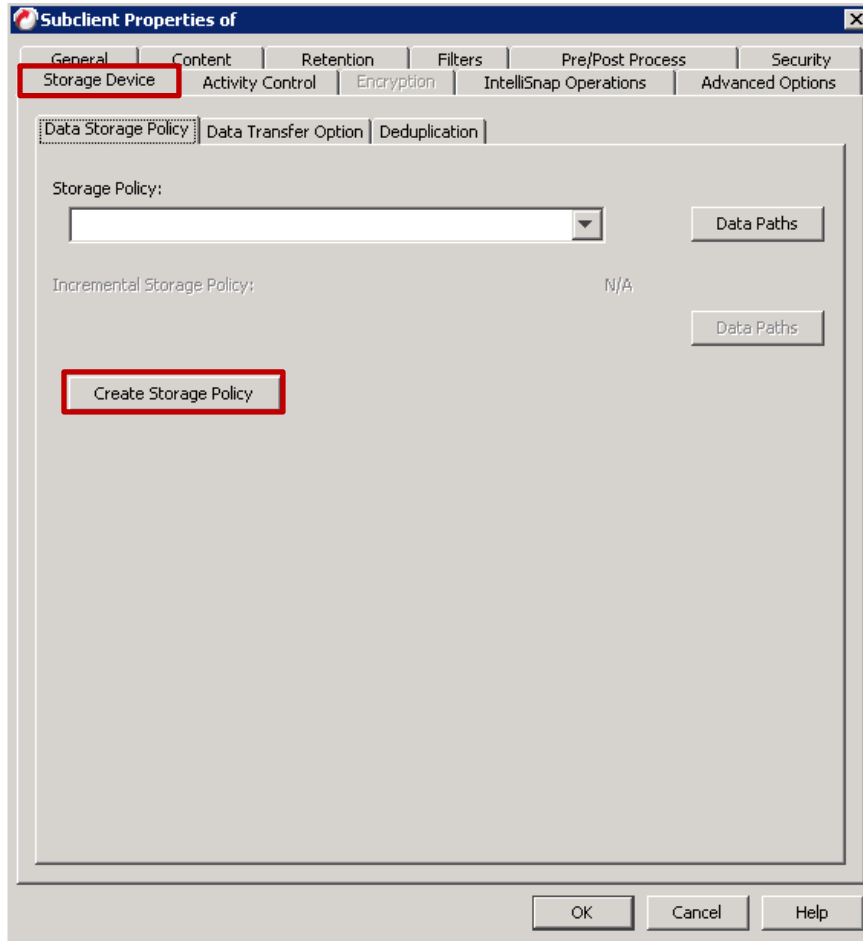 Subclient Properties of
General Content Retention Filters Pre/Post Process Security
Storage Device Activity Control Encryption IntelliSnap Operations Advanced Options
Data Storage Policy Data Transfer Option Deduplication
Storage Policy:
Data Paths
Incremental Storage Policy: N/A
Data Paths
Create Storage Policy
OK Cancel Help